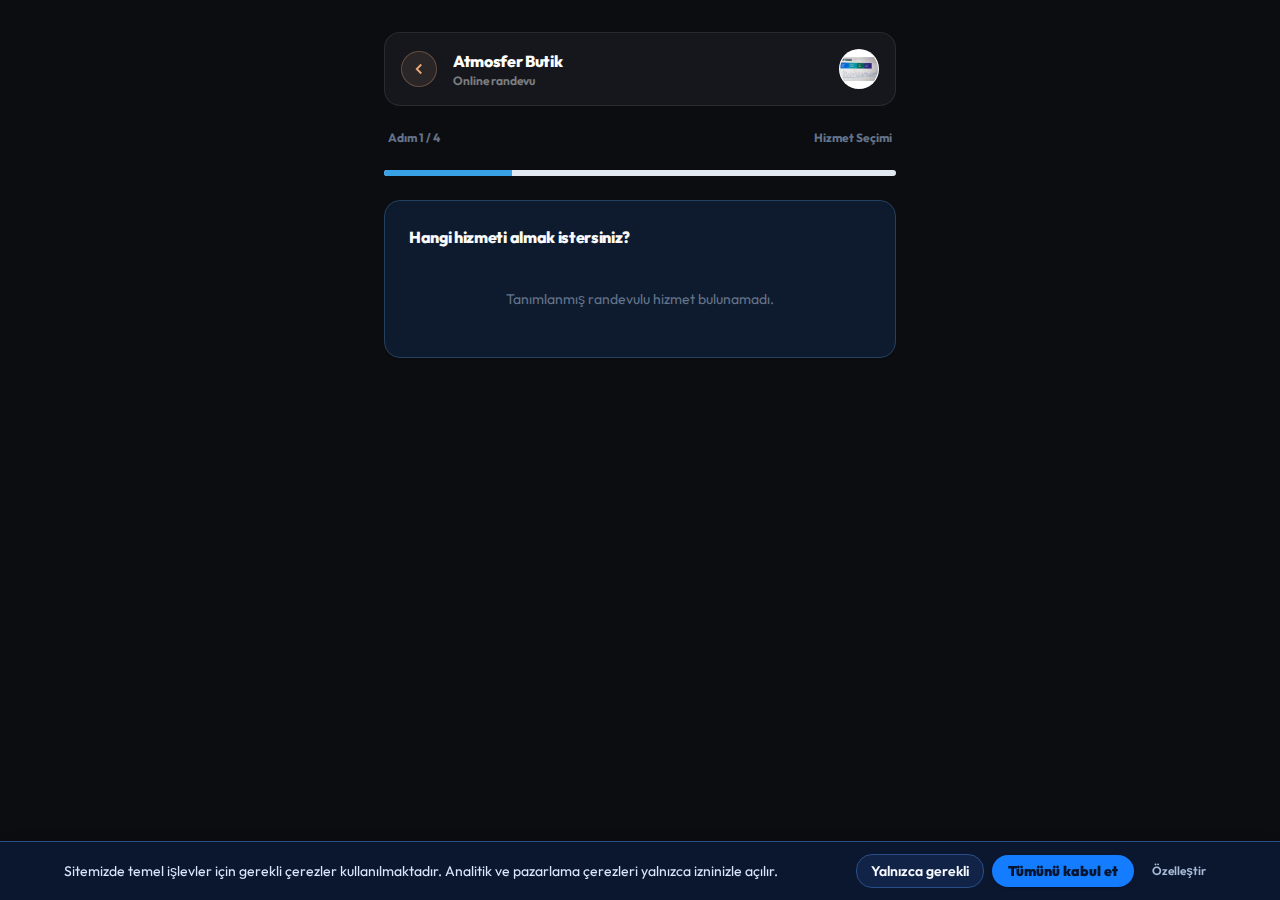 Atmosfer Butik
Online randevu
Adım 1 / 4
Hizmet Seçimi
Hangi hizmeti almak istersiniz?
Tanımlanmış randevulu hizmet bulunamadı.
Sitemizde temel işlevler için gerekli çerezler kullanılmaktadır. Analitik ve pazarlama çerezleri yalnızca izninizle açılır.
Yalnızca gerekli
Tümünü kabul et
Özelleştir